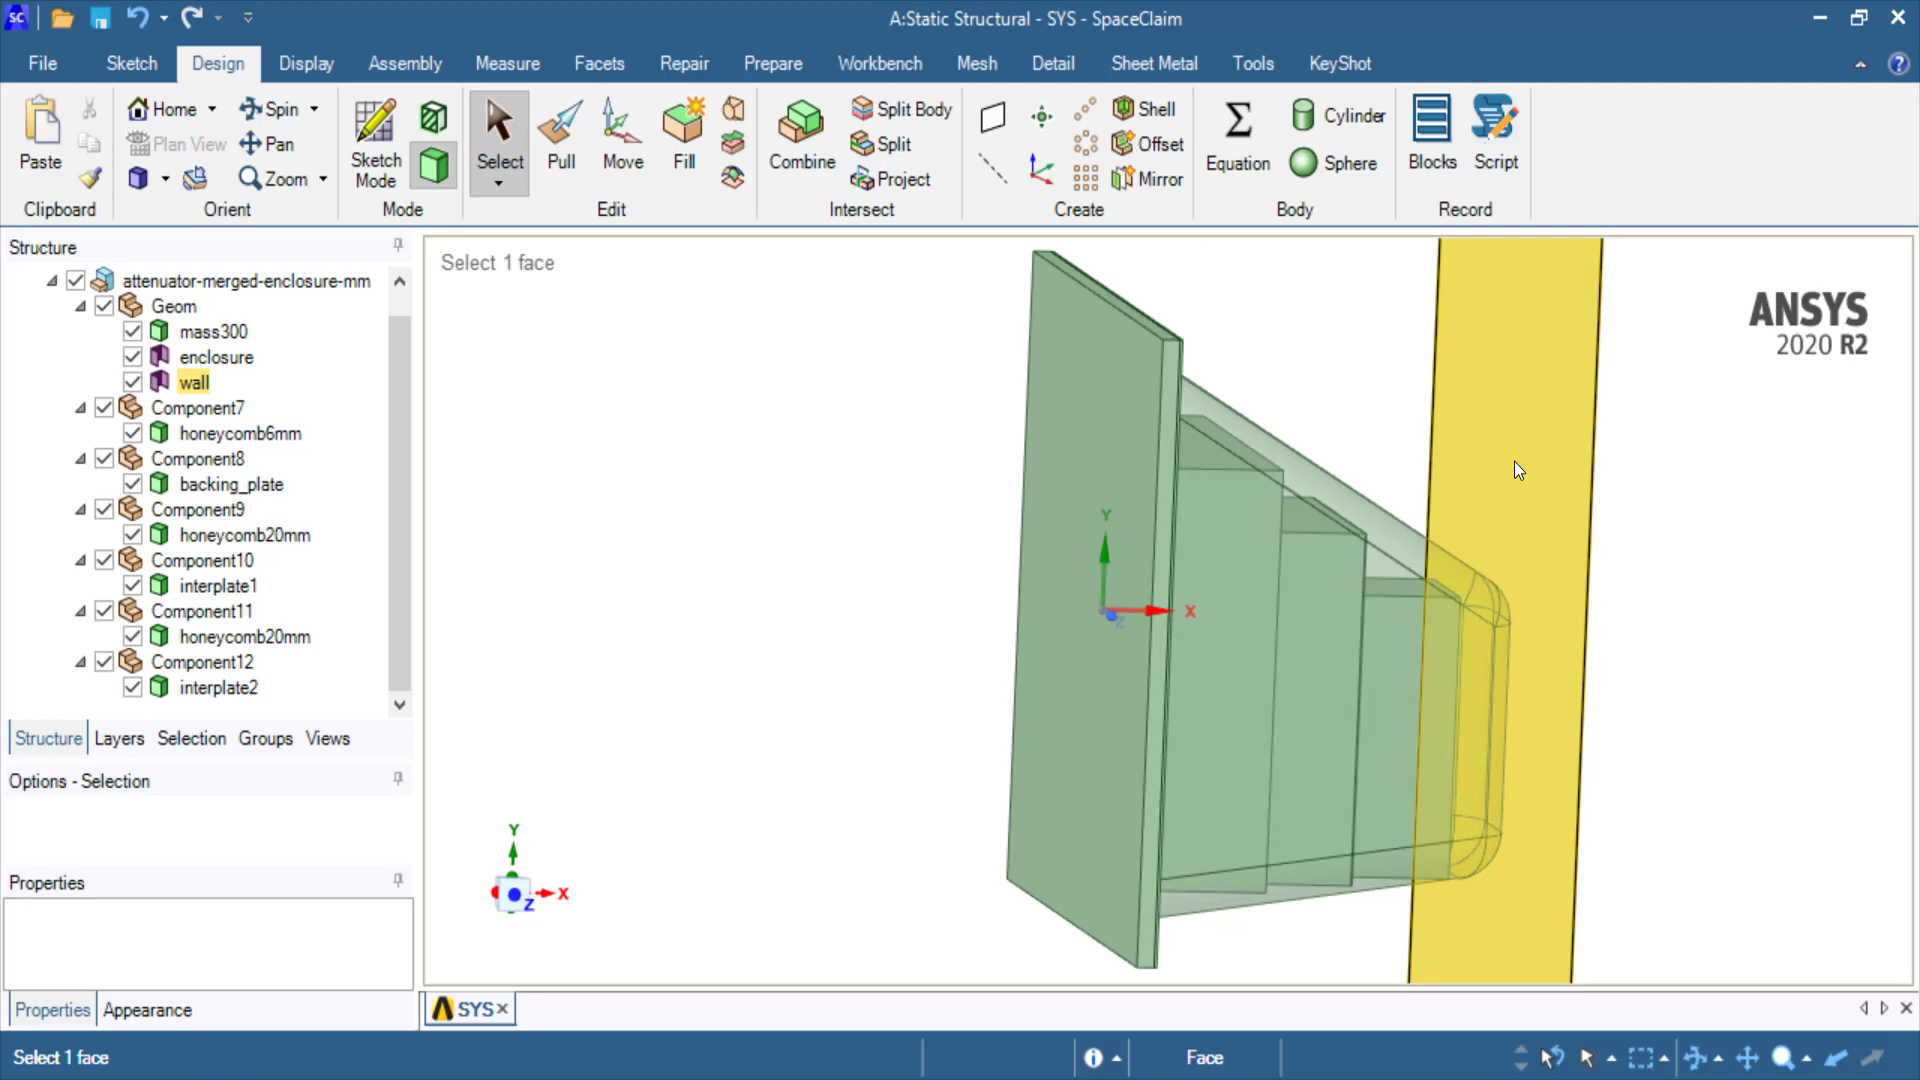 SC
A:Static Structural - SYS - SpaceClaim
File Sketch Design Display Assembly Measure Facets Repair Prepare Workbench Mesh Detail Sheet Metal Tools KeyShot
Paste
Clipboard
Home Spin
Plan View Pan
Zoom
Orient
Sketch Mode
Mode
Select Pull Move Fill
Edit
Combine
Split Body
Split
Project
Intersect
Shell
Offset
Mirror
Create
Equation
Cylinder
Sphere
Body
Blocks Script
Record
Structure
attenuator-merged-enclosure-mm
Geom
mass300
enclosure
wall
Component7
honeycomb6mm
Component8
backing_plate
Component9
honeycomb20mm
Component10
interplate1
Component11
honeycomb20mm
Component12
interplate2
Structure Layers Selection Groups Views
Options - Selection
Properties
Properties Appearance
Select 1 face
ANSYS
2020 R2
Y
X
Z
Y
X
Z
SYS
Select 1 face
Face